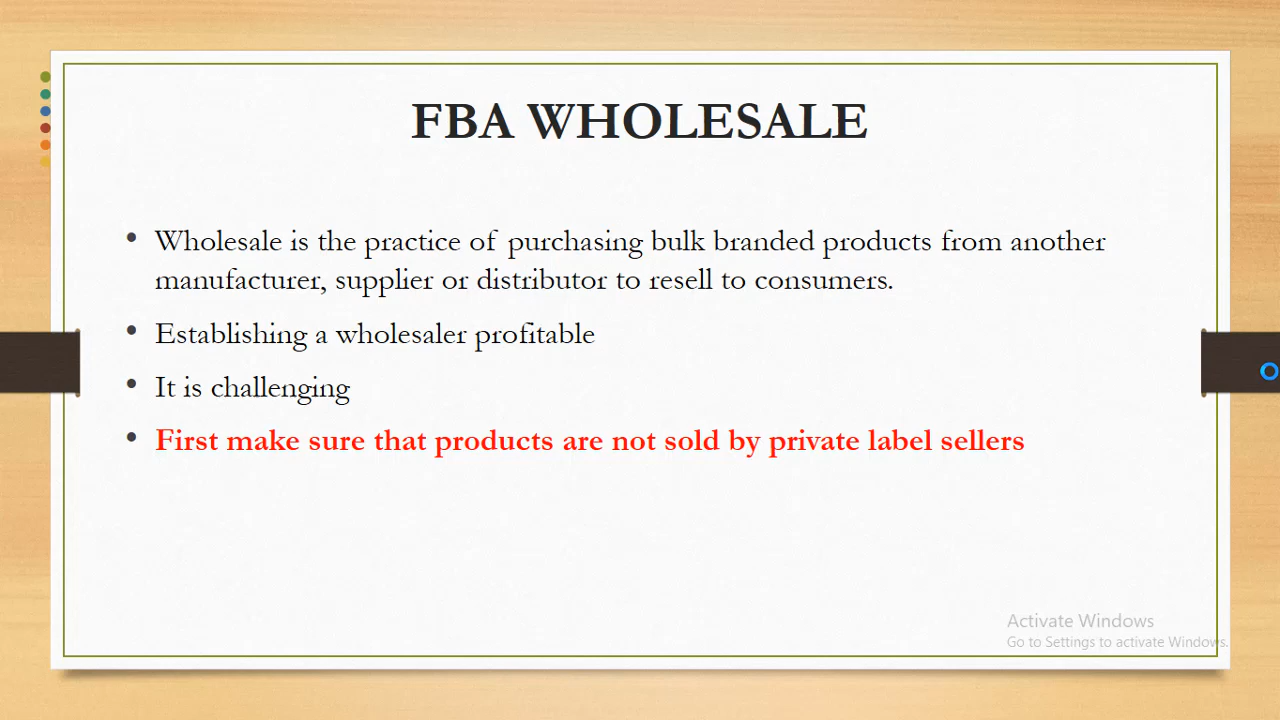 FBA WHOLESALE
• Wholesale is the practice of purchasing bulk branded products from another
manufacturer, supplier or distributor to resell to consumers.
• Establishing a wholesaler profitable
• It is challenging
• First make sure that products are not sold by private label sellers
Activate Windows
Go to Settings to activate Windows.